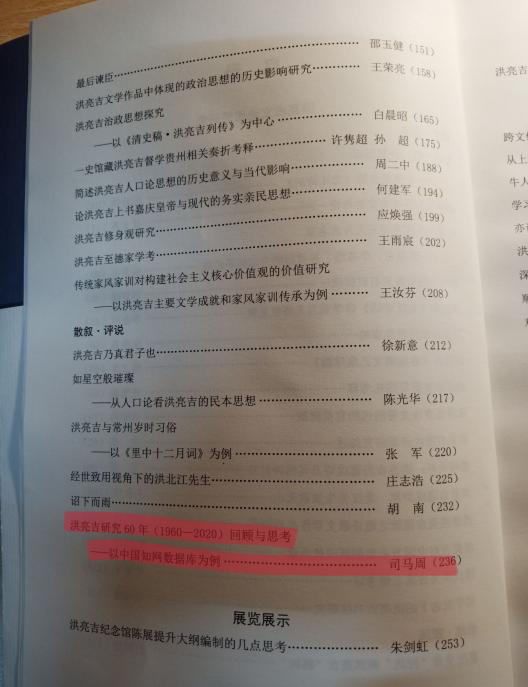 最后谏臣……………………………………………… 邵玉健（151）
洪亮吉文学作品中体现的政治思想的历史影响研究………… 王荣亮（158）
洪亮吉治政思想探究
——以《清史稿·洪亮吉列传》为中心……………… 白晨昭（165）
一史馆藏洪亮吉督学贵州相关奏折考释……………… 许隽超 孙 超（175）
简述洪亮吉人口论思想的历史意义与当代影响……………… 周二中（188）
论洪亮吉上书嘉庆皇帝与现代的务实亲民思想……………… 何建军（194）
洪亮吉修身观研究……………………………………… 应焕强（199）
洪亮吉至德家学考……………………………………… 王雨宸（202）
传统家风家训对构建社会主义核心价值观的价值研究
——以洪亮吉主要文学成就和家风家训传承为例……… 王汝芬（208）
散叙·评说
洪亮吉乃真君子也……………………………………… 徐新意（212）
如星空般璀璨
——从人口论看洪亮吉的民本思想………………… 陈光华（217）
洪亮吉与常州岁时习俗
——以《里中十二月词》为例……………………… 张 军（220）
经世致用视角下的洪北江先生……………………… 庄志浩（225）
诏下而雨……………………………………………… 胡 南（232）
洪亮吉研究60年（1960—2020）回顾与思考
——以中国知网数据库为例………………………… 司马周（236）
展览展示
洪亮吉纪念馆陈展提升大纲编制的几点思考……………… 朱剑虹（253）
洪亮吉
跨文
从上
牛人
学习
亦
洪
深